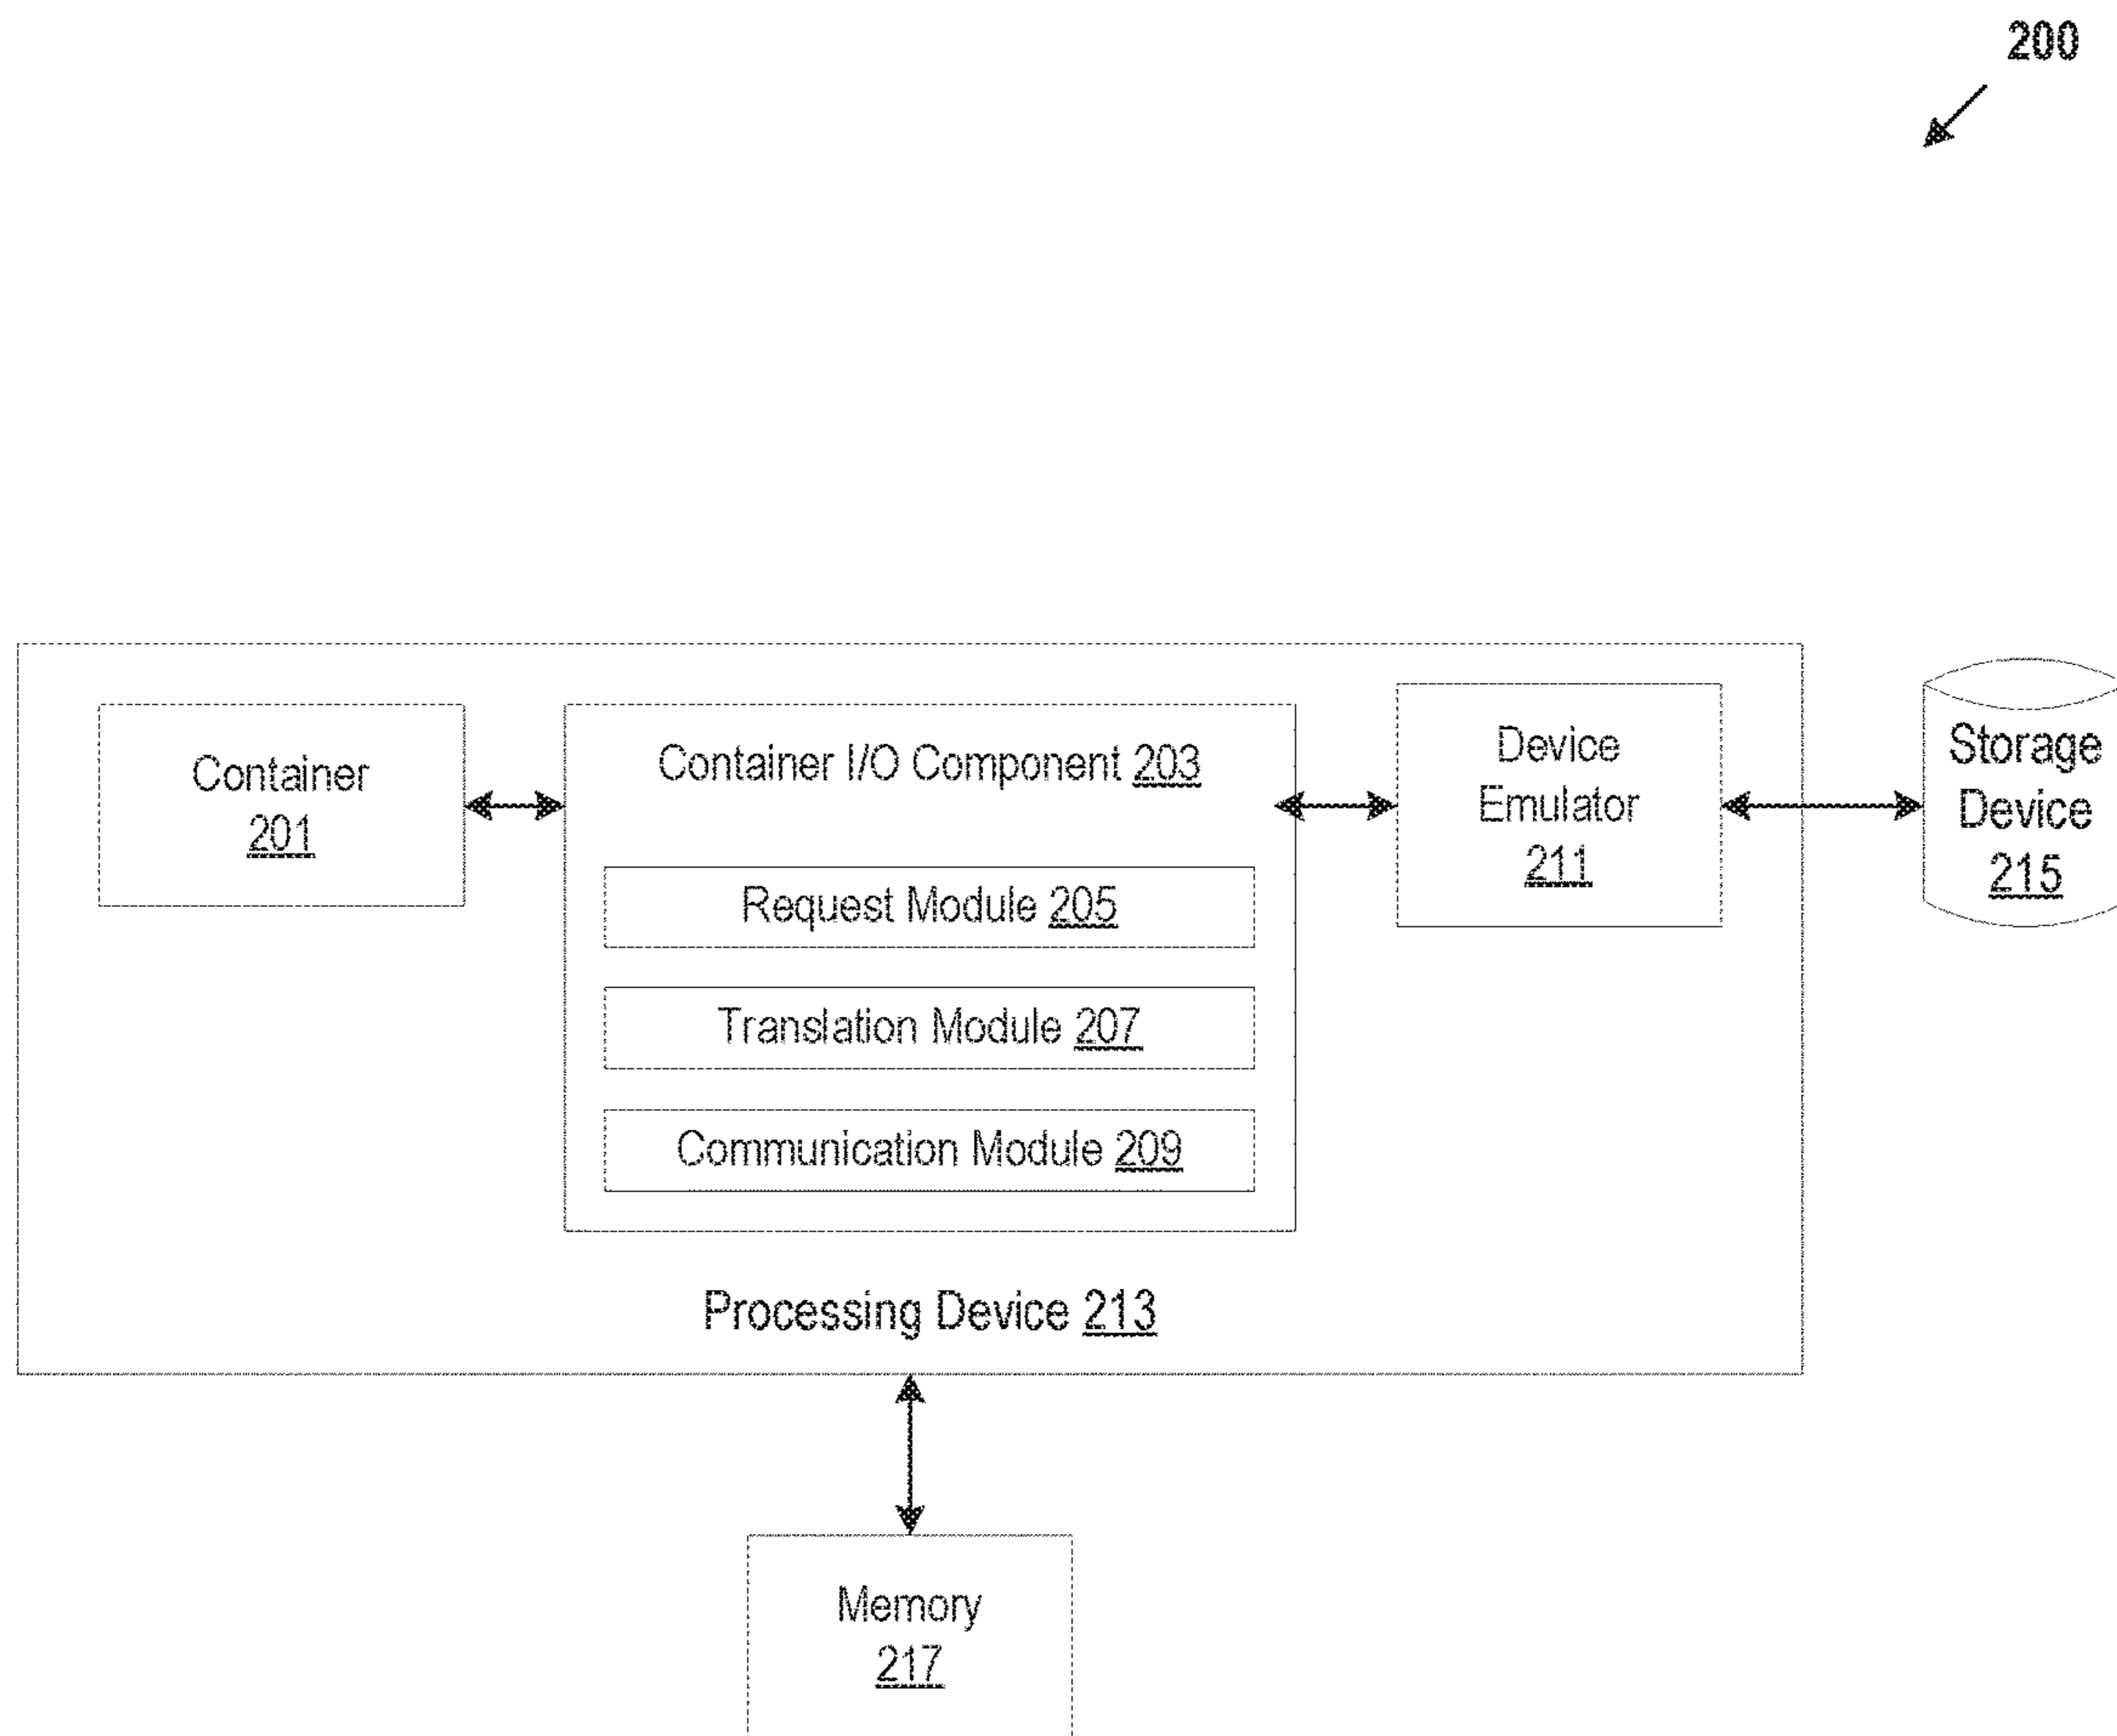 200
Container
201
Container I/O Component 203
Request Module 205
Translation Module 207
Communication Module 209
Device
Emulator
211
Storage
Device
215
Processing Device 213
Memory
217